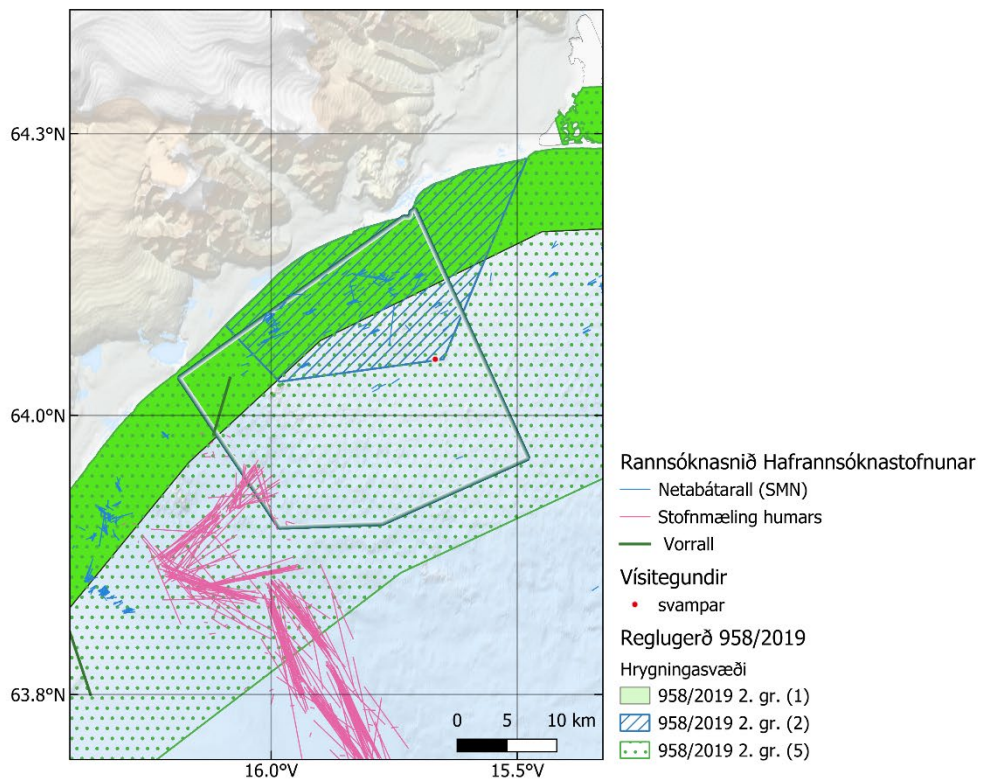 64.3°N
64.0°N
63.8°N
16.0°V
15.5°V
0 5 10 km
Rannsóknasnið Hafrannsóknastofnunar
Netabátarall (SMN)
Stofnmæling humars
Vorrall
Vísitegundir
svampar
Reglugerð 958/2019
Hrygningasvæði
958/2019 2. gr. (1)
958/2019 2. gr. (2)
958/2019 2. gr. (5)